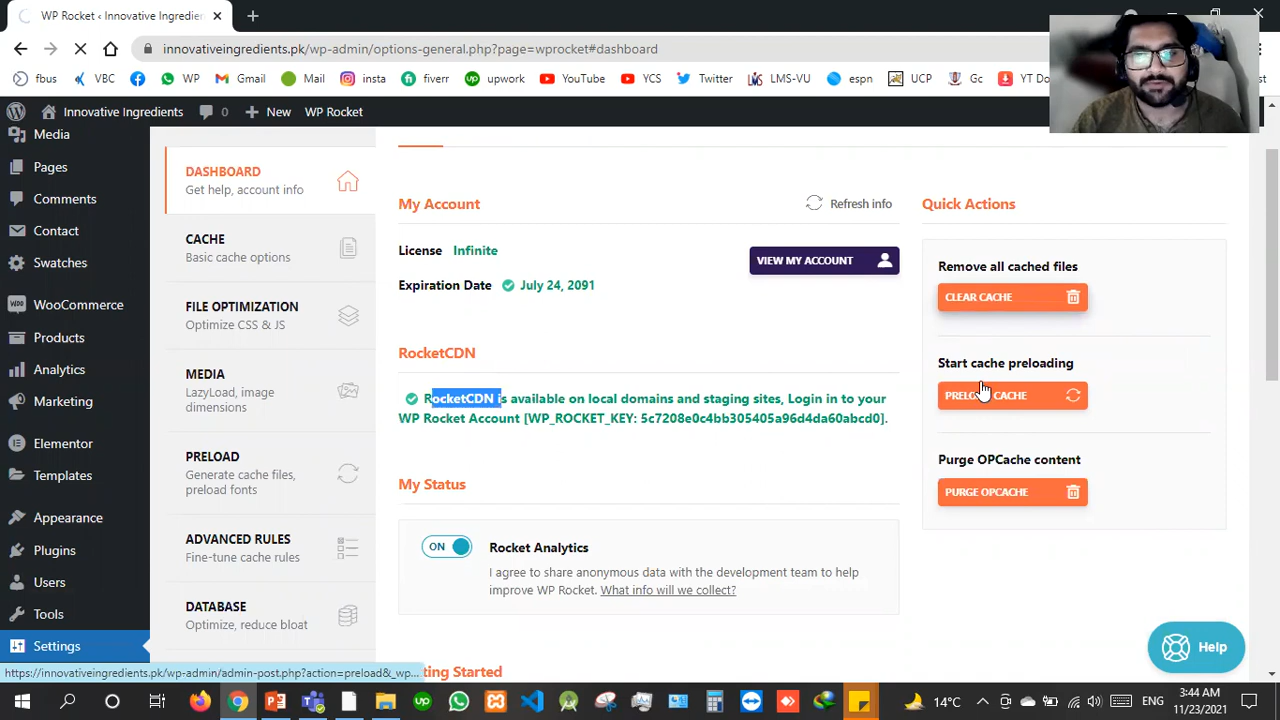 WP Rocket ‹ Innovative Ingredien
innovativeingredients.pk/wp-admin/options-general.php?page=wprocket#dashboard
fbus VBC WP Gmail Mail insta fiverr upwork YouTube YCS Twitter LMS-VU espn UCP Gc YT Do
Innovative Ingredients 0 New WP Rocket
Media
Pages
Comments
Contact
Swatches
WooCommerce
Products
Analytics
Marketing
Elementor
Templates
Appearance
Plugins
Users
Tools
Settings
DASHBOARD
Get help, account info
CACHE
Basic cache options
FILE OPTIMIZATION
Optimize CSS & JS
MEDIA
LazyLoad, image
dimensions
PRELOAD
Generate cache files,
preload fonts
ADVANCED RULES
Fine-tune cache rules
DATABASE
Optimize, reduce bloat
My Account
Refresh info
License Infinite
VIEW MY ACCOUNT
Expiration Date July 24, 2091
RocketCDN
RocketCDN is available on local domains and staging sites, Login in to your
WP Rocket Account [WP_ROCKET_KEY: 5c7208e0c4bb305405a96d4da60abcd0].
My Status
ON
Rocket Analytics
I agree to share anonymous data with the development team to help
improve WP Rocket. What info will we collect?
ting Started
Quick Actions
Remove all cached files
CLEAR CACHE
Start cache preloading
PRELOAD CACHE
Purge OPCache content
PURGE OPCACHE
Help
https://innovativeingredients.pk/wp-admin/admin-post.php?action=preload&_wp...
14°C
ENG
3:44 AM
11/23/2021